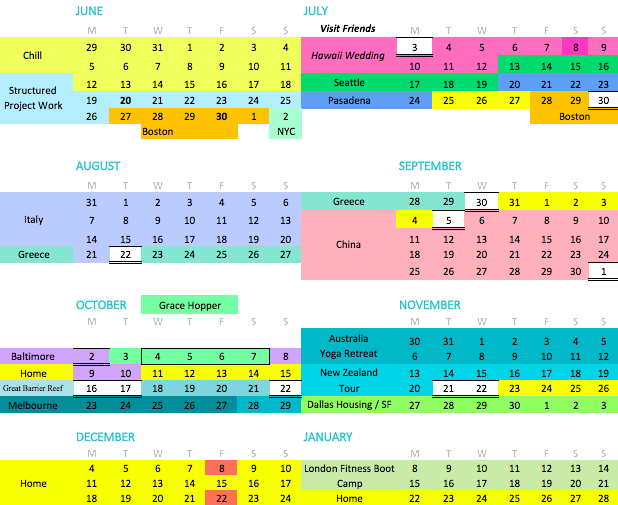 JUNE
M T W T F S S
Chill
29 30 31 1 2 3 4
5 6 7 8 9 10 11
Structured
Project Work
12 13 14 15 16 17 18
19 20 21 22 23 24 25
26 27 28 29 30 1 2
Boston NYC
JULY
Visit Friends M T W T F S S
Hawaii Wedding
3 4 5 6 7 8 9
10 11 12 13 14 15 16
Seattle 17 18 19 20 21 22 23
Pasadena 24 25 26 27 28 29 30
Boston
AUGUST
M T W T F S S
31 1 2 3 4 5 6
Italy 7 8 9 10 11 12 13
14 15 16 17 18 19 20
Greece 21 22 23 24 25 26 27
SEPTEMBER
M T W T F S S
Greece 28 29 30 31 1 2 3
4 5 6 7 8 9 10
China 11 12 13 14 15 16 17
18 19 20 21 22 23 24
25 26 27 28 29 30 1
OCTOBER Grace Hopper
M T W T F S S
Baltimore 2 3 4 5 6 7 8
Home 9 10 11 12 13 14 15
Great Barrier Reef 16 17 18 19 20 21 22
Melbourne 23 24 25 26 27 28 29
NOVEMBER
M T W T F S S
Australia 30 31 1 2 3 4 5
Yoga Retreat 6 7 8 9 10 11 12
New Zealand 13 14 15 16 17 18 19
Tour 20 21 22 23 24 25 26
Dallas Housing / SF 27 28 29 30 1 2 3
DECEMBER
M T W T F S S
4 5 6 7 8 9 10
Home 11 12 13 14 15 16 17
18 19 20 21 22 23 24
JANUARY
M T W T F S S
London Fitness Boot 8 9 10 11 12 13 14
Camp 15 16 17 18 19 20 21
Home 22 23 24 25 26 27 28